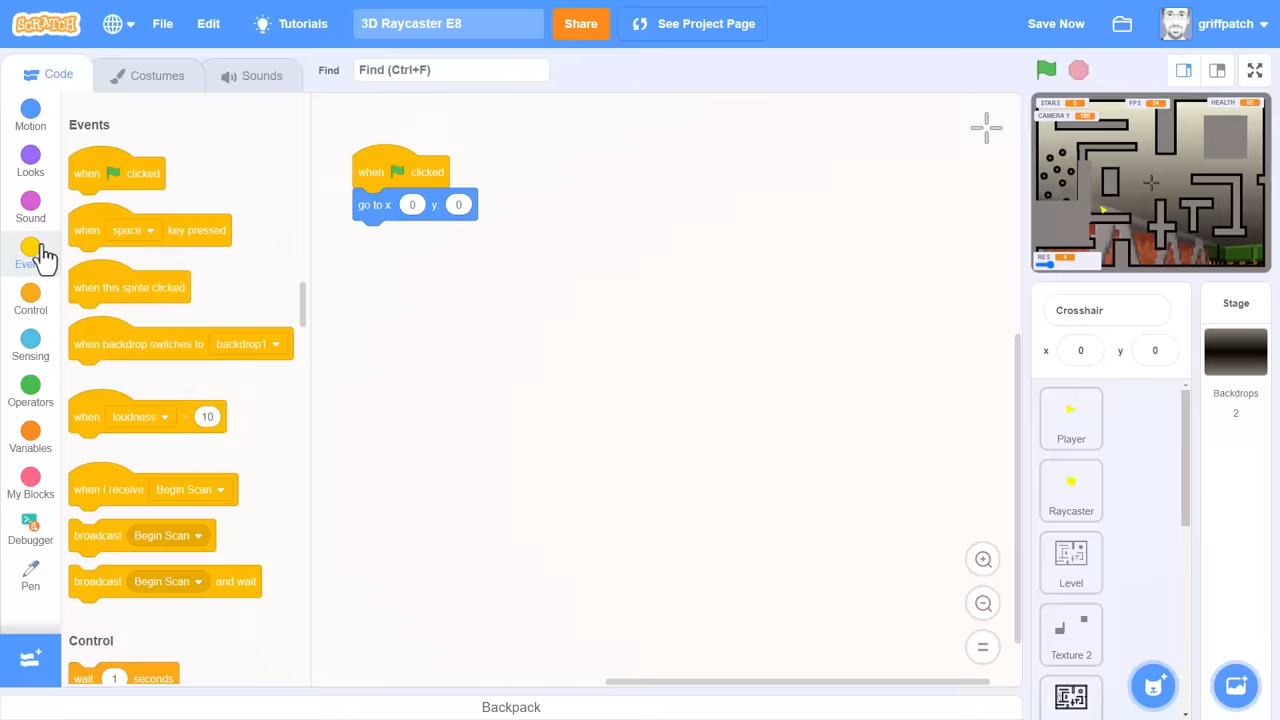 SCRATCH File Edit Tutorials 3D Raycaster E8 Share See Project Page Save Now griffpatch
Code Costumes Sounds Find Find (Ctrl+F)
Motion
Looks
Sound
Events
Control
Sensing
Operators
Variables
My Blocks
Debugger
Pen
Events
when clicked
when space key pressed
when this sprite clicked
when backdrop switches to backdrop1
when loudness > 10
when I receive Begin Scan
broadcast Begin Scan
broadcast Begin Scan and wait
Control
wait 1 seconds
when clicked
go to x: 0 y: 0
STARS FPS 24 HEALTH
CAMERA Y
RES 4
Crosshair
x 0 y 0
Player
Raycaster
Level
Texture 2
Stage
Backdrops
2
Backpack